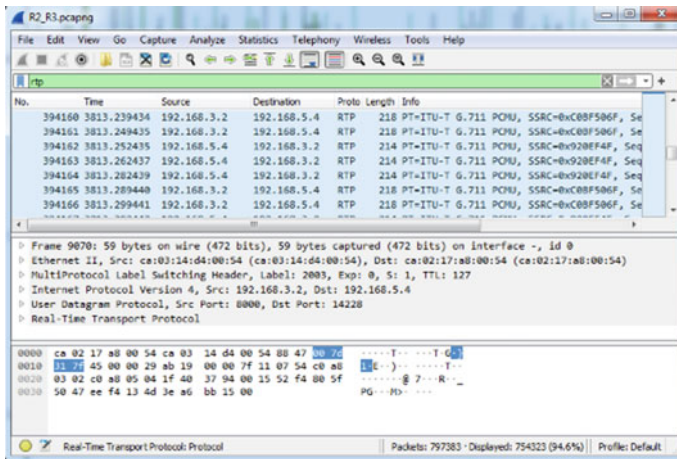 R2_R3.pcapng
File Edit View Go Capture Analyze Statistics Telephony Wireless Tools Help
rtp
No. Time Source Destination Proto Length Info
394160 3813.239434 192.168.3.2 192.168.5.4 RTP 218 PT=ITU-T G.711 PCMU, SSRC=0xC0BF506F, Se
394161 3813.249435 192.168.3.2 192.168.5.4 RTP 218 PT=ITU-T G.711 PCMU, SSRC=0xC0BF506F, Se
394162 3813.252435 192.168.3.2 192.168.5.4 RTP 214 PT=ITU-T G.711 PCMU, SSRC=0x920EF4F, Seq
394163 3813.262437 192.168.3.2 192.168.5.4 RTP 214 PT=ITU-T G.711 PCMU, SSRC=0x920EF4F, Seq
394164 3813.282439 192.168.3.2 192.168.5.4 RTP 214 PT=ITU-T G.711 PCMU, SSRC=0x920EF4F, Seq
394165 3813.289440 192.168.3.2 192.168.5.4 RTP 218 PT=ITU-T G.711 PCMU, SSRC=0xC0BF506F, Se
394166 3813.299441 192.168.3.2 192.168.5.4 RTP 218 PT=ITU-T G.711 PCMU, SSRC=0xC0BF506F, Se
Frame 9070: 59 bytes on wire (472 bits), 59 bytes captured (472 bits) on interface -, id 0
Ethernet II, Src: ca:03:14:d4:00:54 (ca:03:14:d4:00:54), Dst: ca:02:17:a8:00:54 (ca:02:17:a8:00:54)
MultiProtocol Label Switching Header, Label: 2003, Exp: 0, S: 1, TTL: 127
Internet Protocol Version 4, Src: 192.168.3.2, Dst: 192.168.5.4
User Datagram Protocol, Src Port: 8000, Dst Port: 14228
Real-Time Transport Protocol
0000 ca 02 17 a8 00 54 ca 03 14 d4 00 54 88 47 00 7d ·····T·· ···T·G·}
0010 31 7f 45 00 00 29 ab 19 00 00 7f 11 07 54 c0 a8 1·E··)·· ·····T··
0020 03 02 c0 a8 05 04 1f 40 37 94 00 15 52 f4 80 5f ·······@ 7···R··_
0030 50 47 ee f4 13 4d 3e a6 bb 15 00 PG···M>· ···
Real-Time Transport Protocol: Protocol Packets: 797383 · Displayed: 754323 (94.6%) Profile: Default